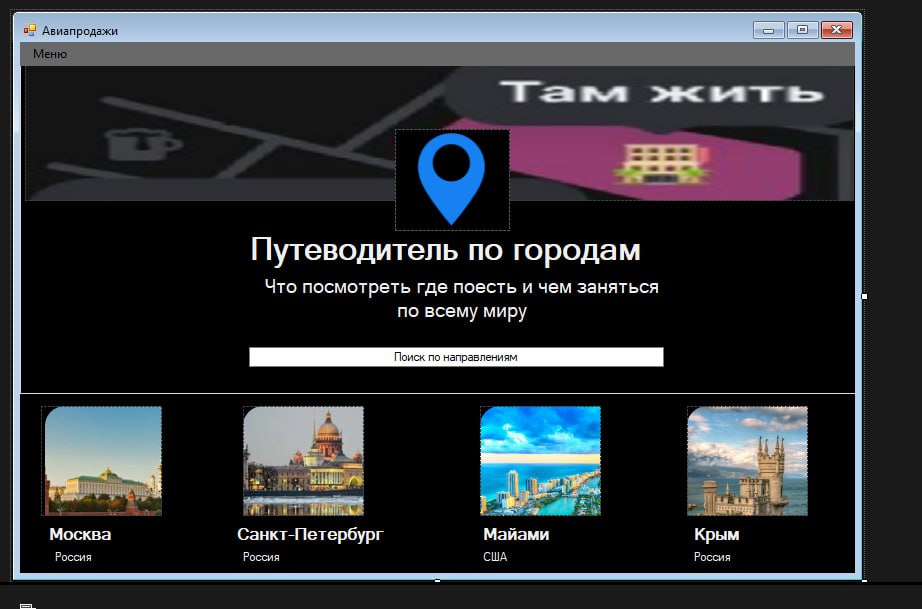 Авиапродажи
Меню
Там жить
Путеводитель по городам
Что посмотреть где поесть и чем заняться
по всему миру
Поиск по направлениям
Москва
Россия
Санкт-Петербург
Россия
Майами
США
Крым
Россия